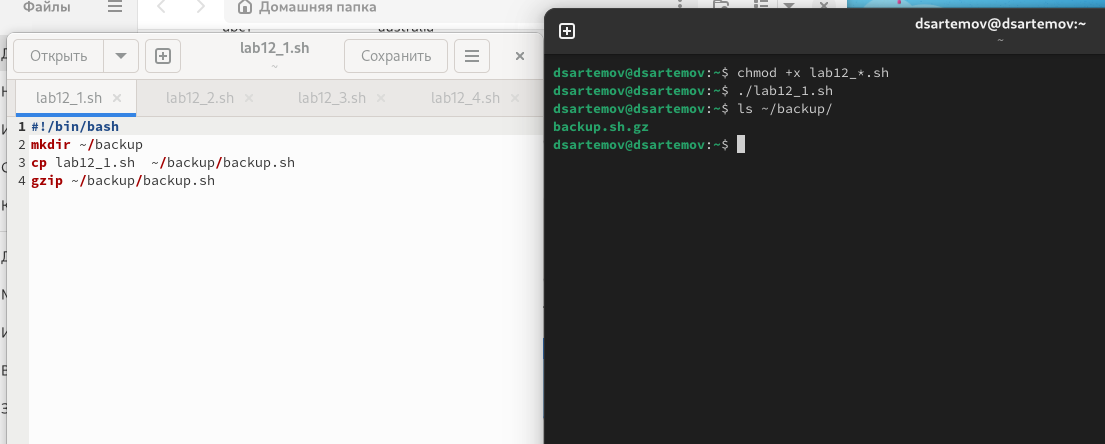 Файлы
Домашняя папка
Открыть
lab12_1.sh
~
Сохранить
lab12_1.sh
lab12_2.sh
lab12_3.sh
lab12_4.sh
1 #!/bin/bash
2 mkdir ~/backup
3 cp lab12_1.sh  ~/backup/backup.sh
4 gzip ~/backup/backup.sh
dsartemov@dsartemov:~
~
dsartemov@dsartemov:~$ chmod +x lab12_*.sh
dsartemov@dsartemov:~$ ./lab12_1.sh
dsartemov@dsartemov:~$ ls ~/backup/
backup.sh.gz
dsartemov@dsartemov:~$